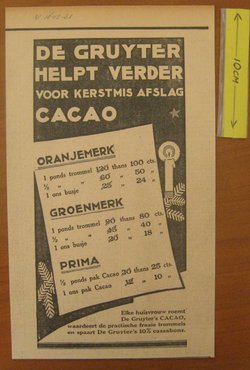 DE GRUYTER
HELPT VERDER
VOOR KERSTMIS AFSLAG
CACAO
ORANJEMERK
1 ponds trommel 120 thans 100 cts.
½ " " 60 " 50 "
1 ons busje 25 " 24 "
GROENMERK
1 ponds trommel 90 thans 80 cts.
½ " " 45 " 40 "
1 ons busje 20 " 18 "
PRIMA
½ ponds pak Cacao thans 25 cts.
1 ons pak Cacao " 10 "
Elke huisvrouw roemt
De Gruyter's CACAO,
waardeert de practische fraaie trommels
en spaart De Gruyter's 10% cassabons.
10CM